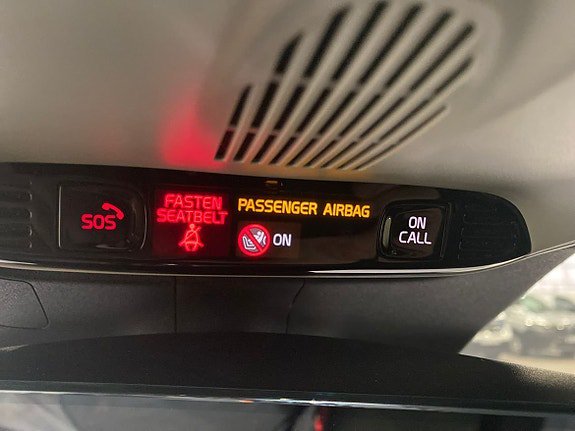 SOS
FASTEN
SEATBELT
PASSENGER AIRBAG
ON
ON
CALL